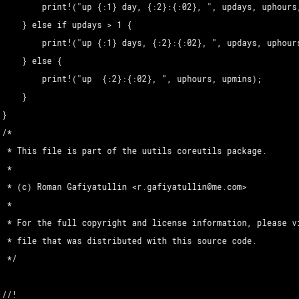 print!("up {:1} day, {:2}:{:02}, ", updays, uphours,
} else if updays > 1 {
print!("up {:1} days, {:2}:{:02}, ", updays, uphours
} else {
print!("up  {:2}:{:02}, ", uphours, upmins);
}
}
/*
* This file is part of the uutils coreutils package.
*
* (c) Roman Gafiyatullin <r.gafiyatullin@me.com>
*
* For the full copyright and license information, please vi
* file that was distributed with this source code.
*/
//!